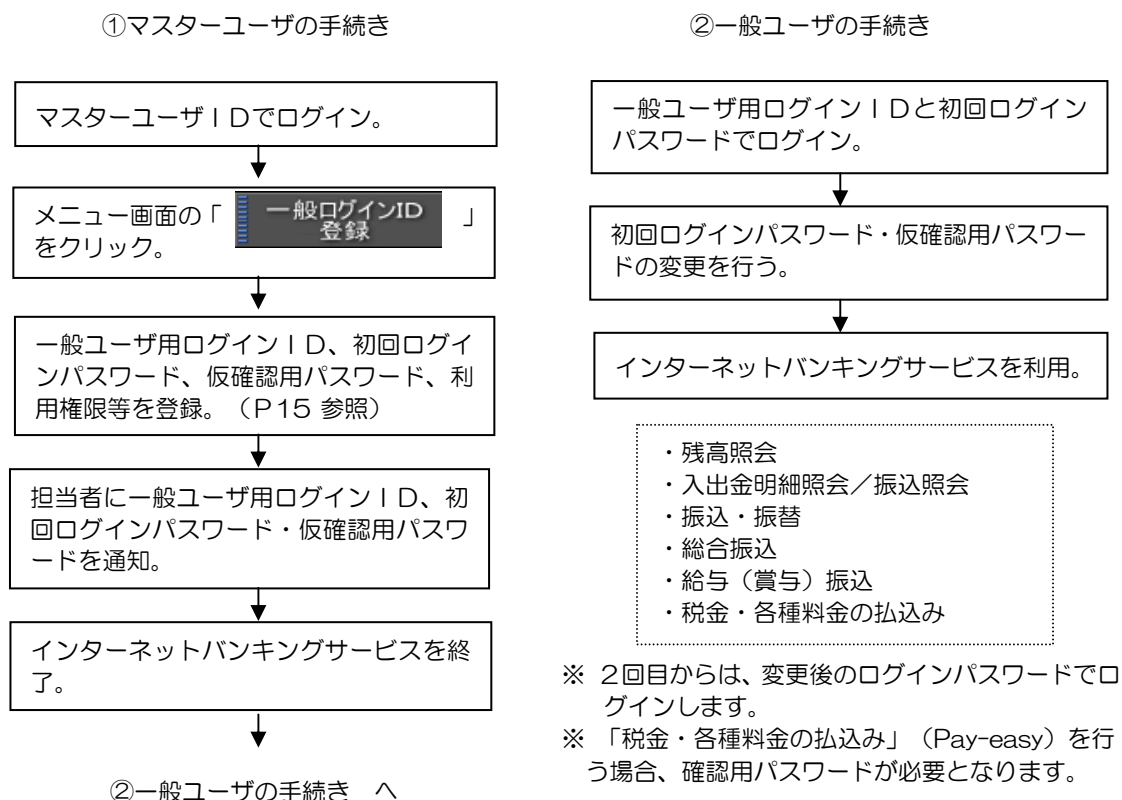 ①マスターユーザの手続き
マスターユーザIDでログイン。
メニュー画面の「 一般ログインID
登録 」
をクリック。
一般ユーザ用ログインID、初回ログイ
ンパスワード、仮確認用パスワード、利
用権限等を登録。（P15 参照）
担当者に一般ユーザ用ログインID、初
回ログインパスワード・仮確認用パスワ
ードを通知。
インターネットバンキングサービスを終
了。
②一般ユーザの手続き　へ
②一般ユーザの手続き
一般ユーザ用ログインIDと初回ログイン
パスワードでログイン。
初回ログインパスワード・仮確認用パスワー
ドの変更を行う。
インターネットバンキングサービスを利用。
・残高照会
・入出金明細照会／振込照会
・振込・振替
・総合振込
・給与（賞与）振込
・税金・各種料金の払込み
※ 2回目からは、変更後のログインパスワードでロ
グインします。
※ 「税金・各種料金の払込み」（Pay-easy）を行
う場合、確認用パスワードが必要となります。